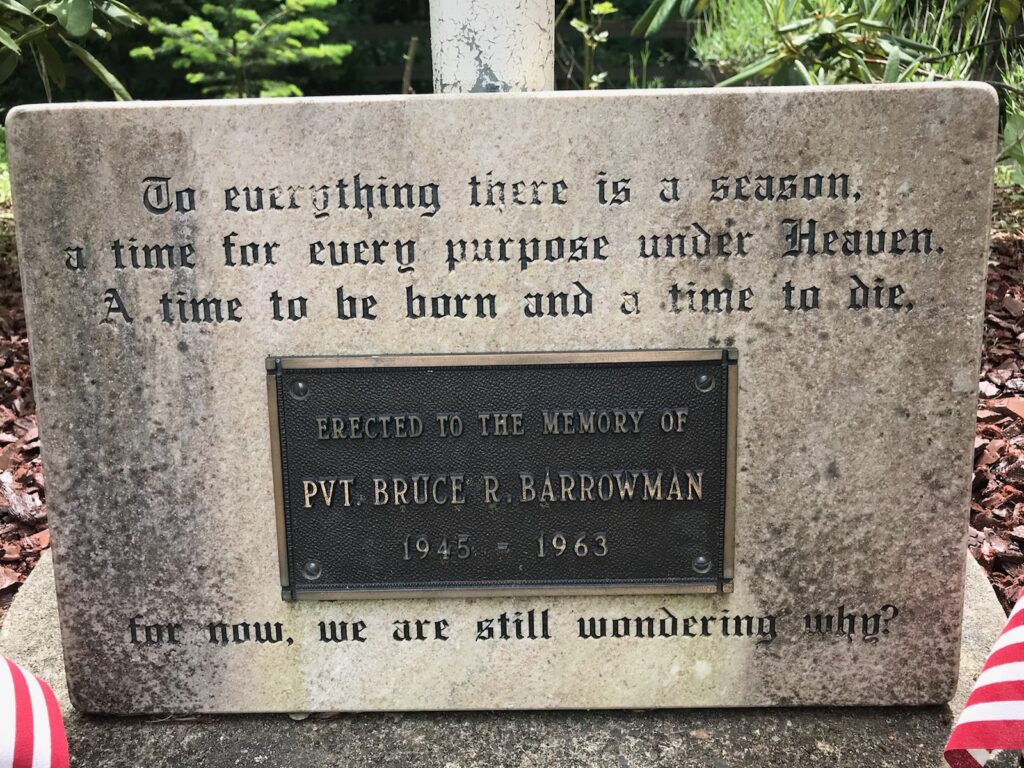 To everything there is a season,
a time for every purpose under Heaven.
A time to be born and a time to die,
ERECTED TO THE MEMORY OF
PVT. BRUCE R. BARROWMAN
1945 - 1963
for now, we are still wondering why?